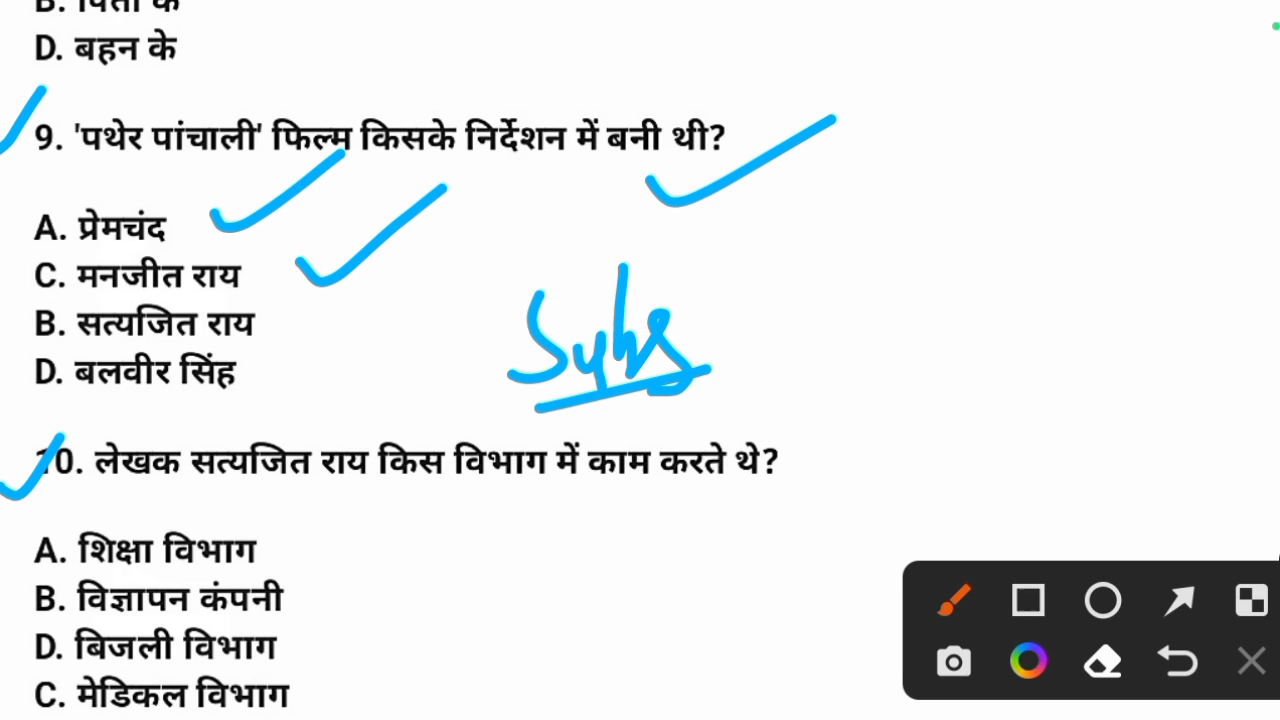 B. पिता के
D. बहन के
9. 'पथेर पांचाली' फिल्म किसके निर्देशन में बनी थी?
A. प्रेमचंद
C. मनजीत राय
B. सत्यजित राय
D. बलवीर सिंह
10. लेखक सत्यजित राय किस विभाग में काम करते थे?
A. शिक्षा विभाग
B. विज्ञापन कंपनी
D. बिजली विभाग
C. मेडिकल विभाग